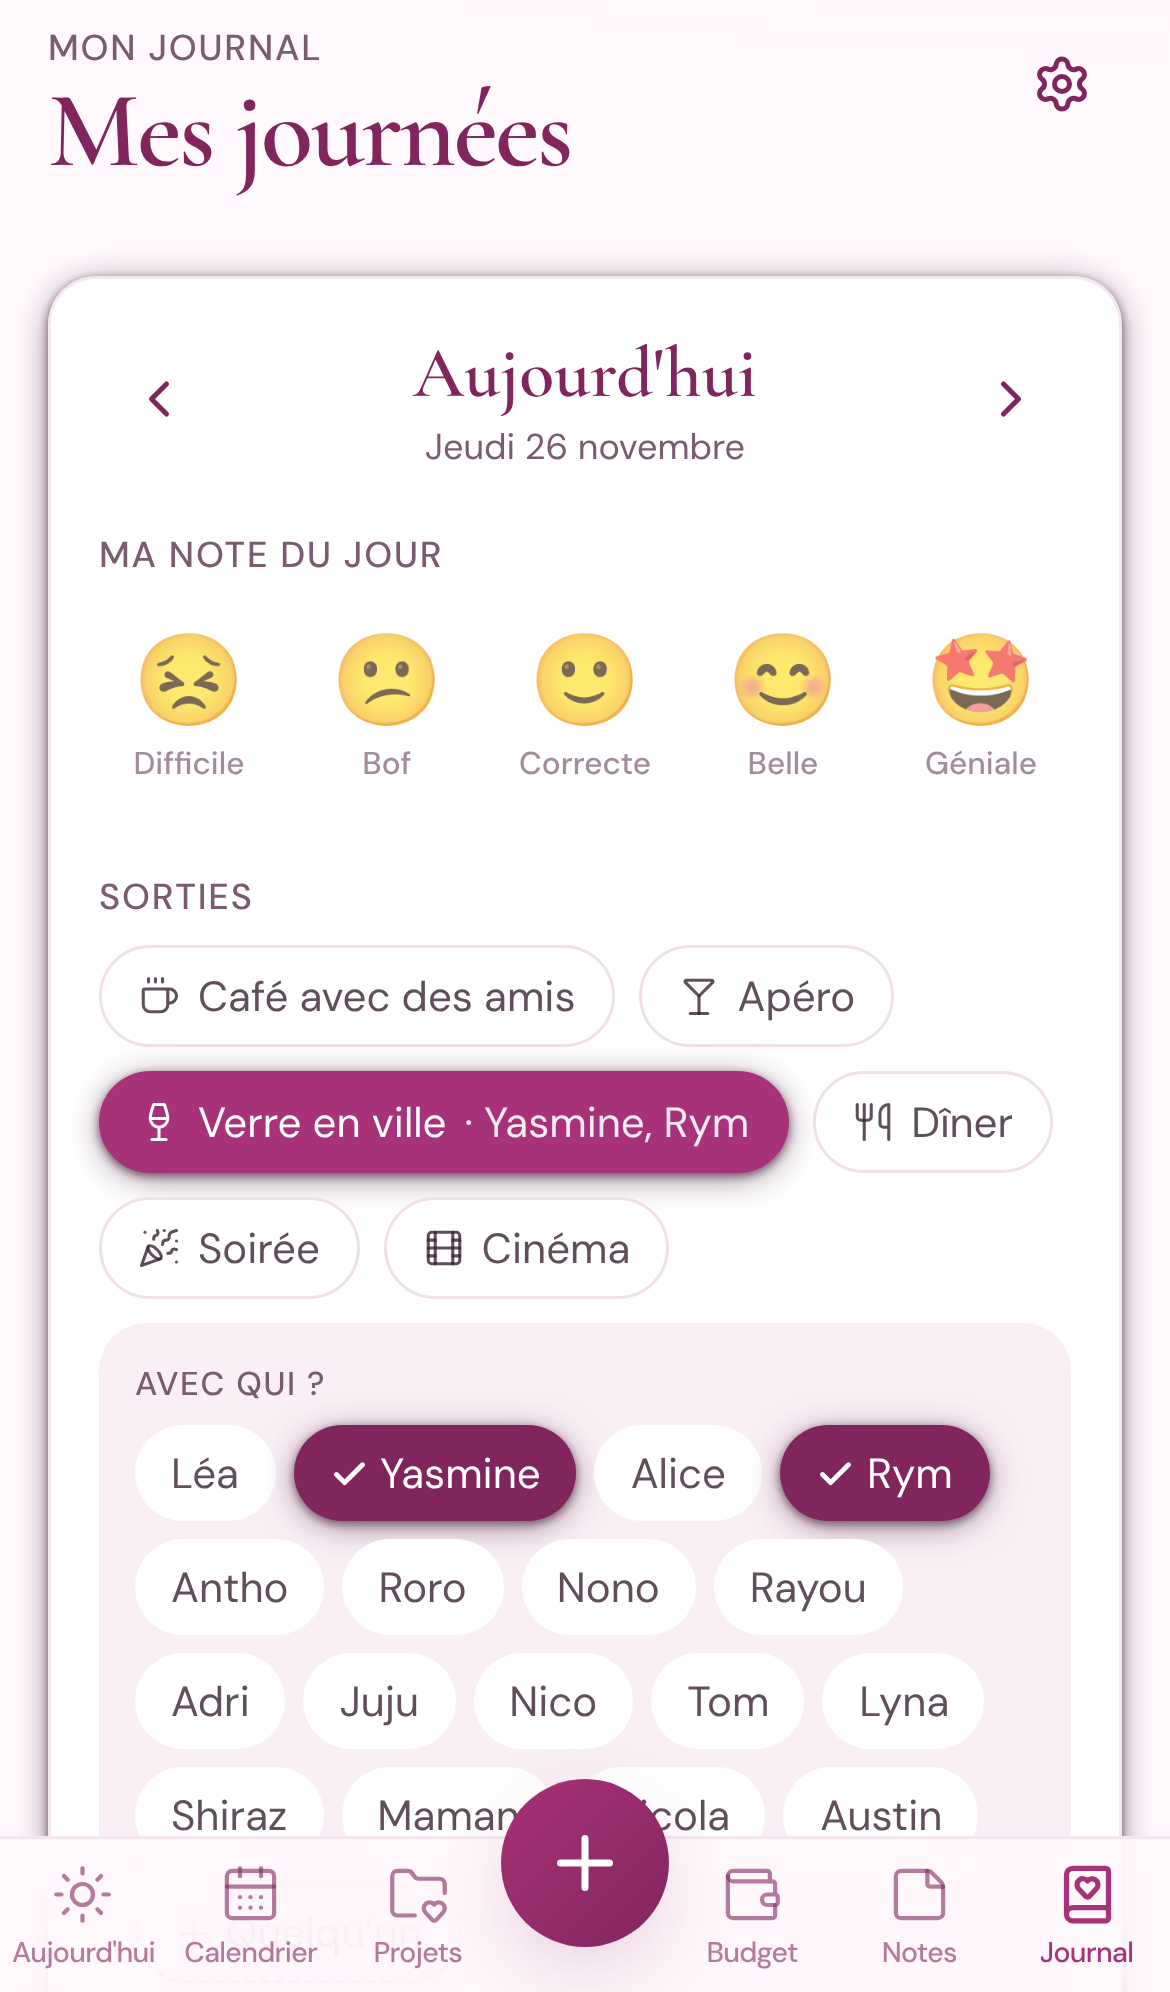 MON JOURNAL
Mes journées
Aujourd'hui
Jeudi 26 novembre
MA NOTE DU JOUR
Difficile Bof Correcte Belle Géniale
SORTIES
Café avec des amis Apéro
Verre en ville · Yasmine, Rym Dîner
Soirée Cinéma
AVEC QUI ?
Léa Yasmine Alice Rym
Antho Roro Nono Rayou
Adri Juju Nico Tom Lyna
Shiraz Maman Austin
+ Quelqu'un
Aujourd'hui Calendrier Projets Budget Notes Journal